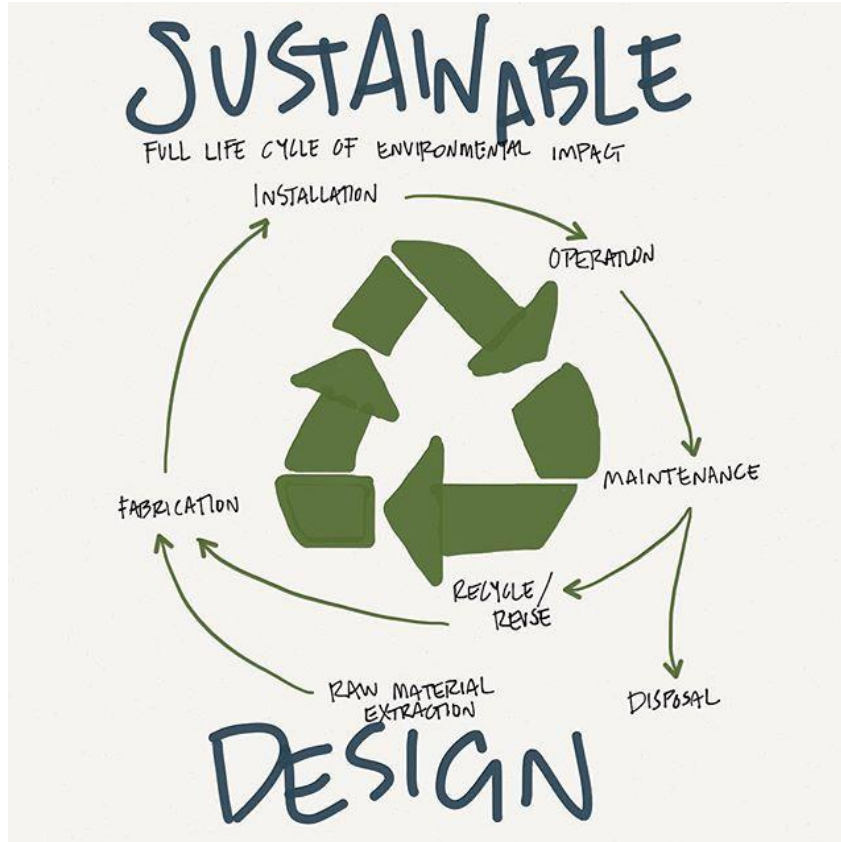 SUSTAINABLE
FULL LIFE CYCLE OF ENVIRONMENTAL IMPACT
INSTALLATION
OPERATION
MAINTENANCE
FABRICATION
RECYCLE/
REUSE
RAW MATERIAL
EXTRACTION
DISPOSAL
DESIGN